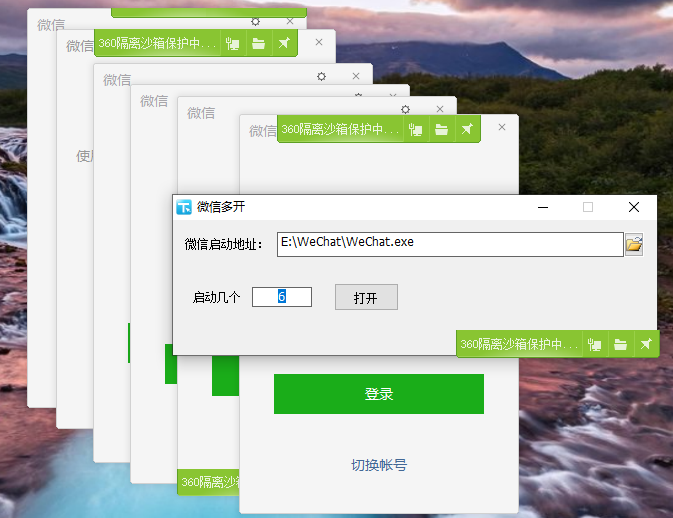 微信
微信
360隔离沙箱保护中...
微信
微信
微信
微信
360隔离沙箱保护中...
使
微信多开
微信启动地址：
E:\WeChat\WeChat.exe
启动几个
6
打开
360隔离沙箱保护中...
登录
切换帐号
360隔离沙